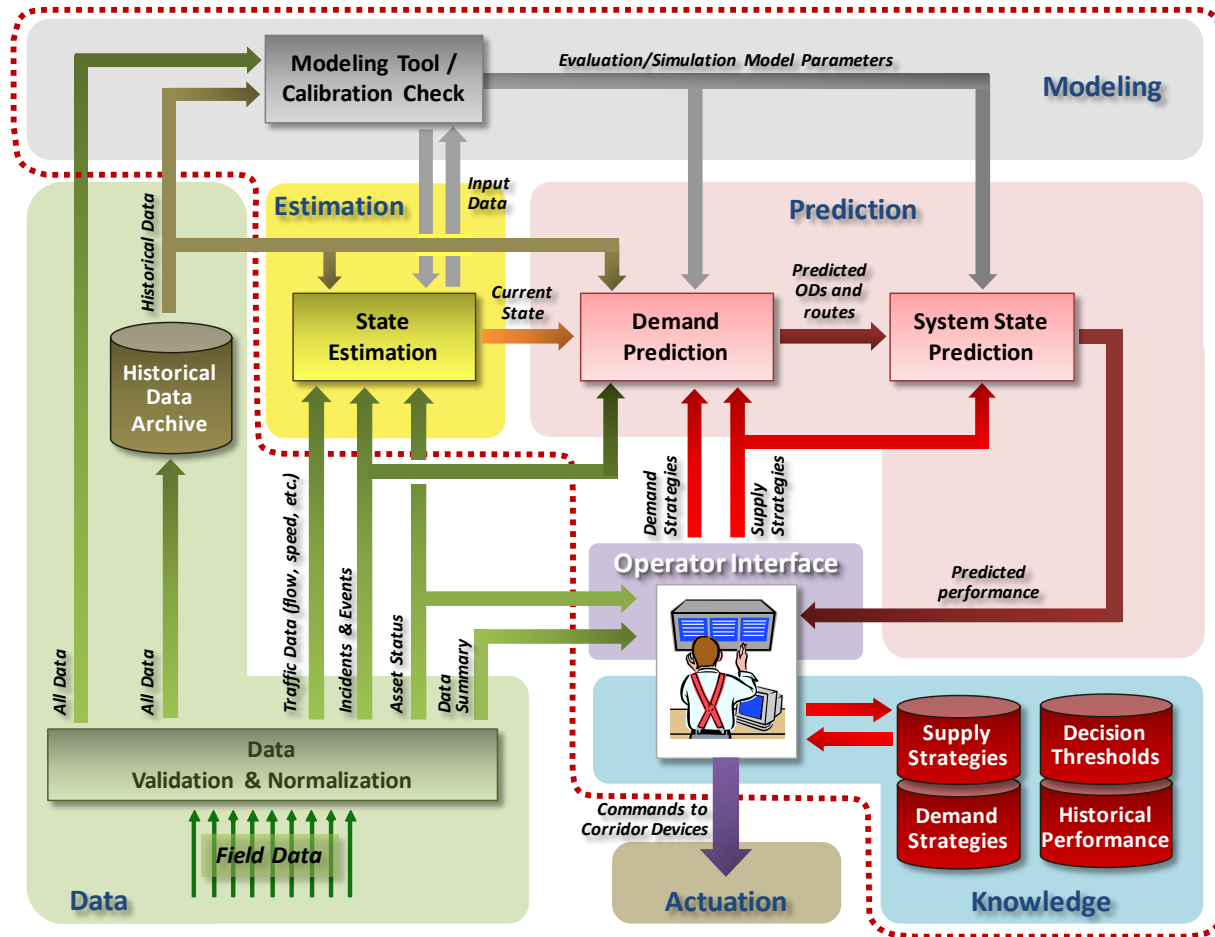 Modeling Tool /
Calibration Check
Evaluation/Simulation Model Parameters
Modeling
Historical Data
Estimation
Input
Data
Prediction
State
Estimation
Current
State
Demand
Prediction
Predicted
ODs and
routes
System State
Prediction
Historical
Data
Archive
All Data
All Data
Traffic Data (flow, speed, etc.)
Incidents & Events
Asset Status
Data
Summary
Demand
Strategies
Supply
Strategies
Operator Interface
Predicted
performance
Data
Validation & Normalization
Field Data
Data
Commands to
Corridor Devices
Actuation
Supply
Strategies
Decision
Thresholds
Demand
Strategies
Historical
Performance
Knowledge